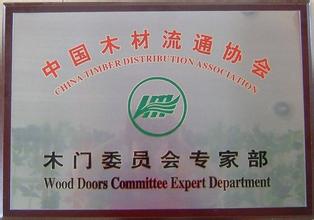 中国木材流通协会
CHINA TIMBER DISTRIBUTION ASSOCIATION
木门委员会专家部
Wood Doors Committee Expert Department